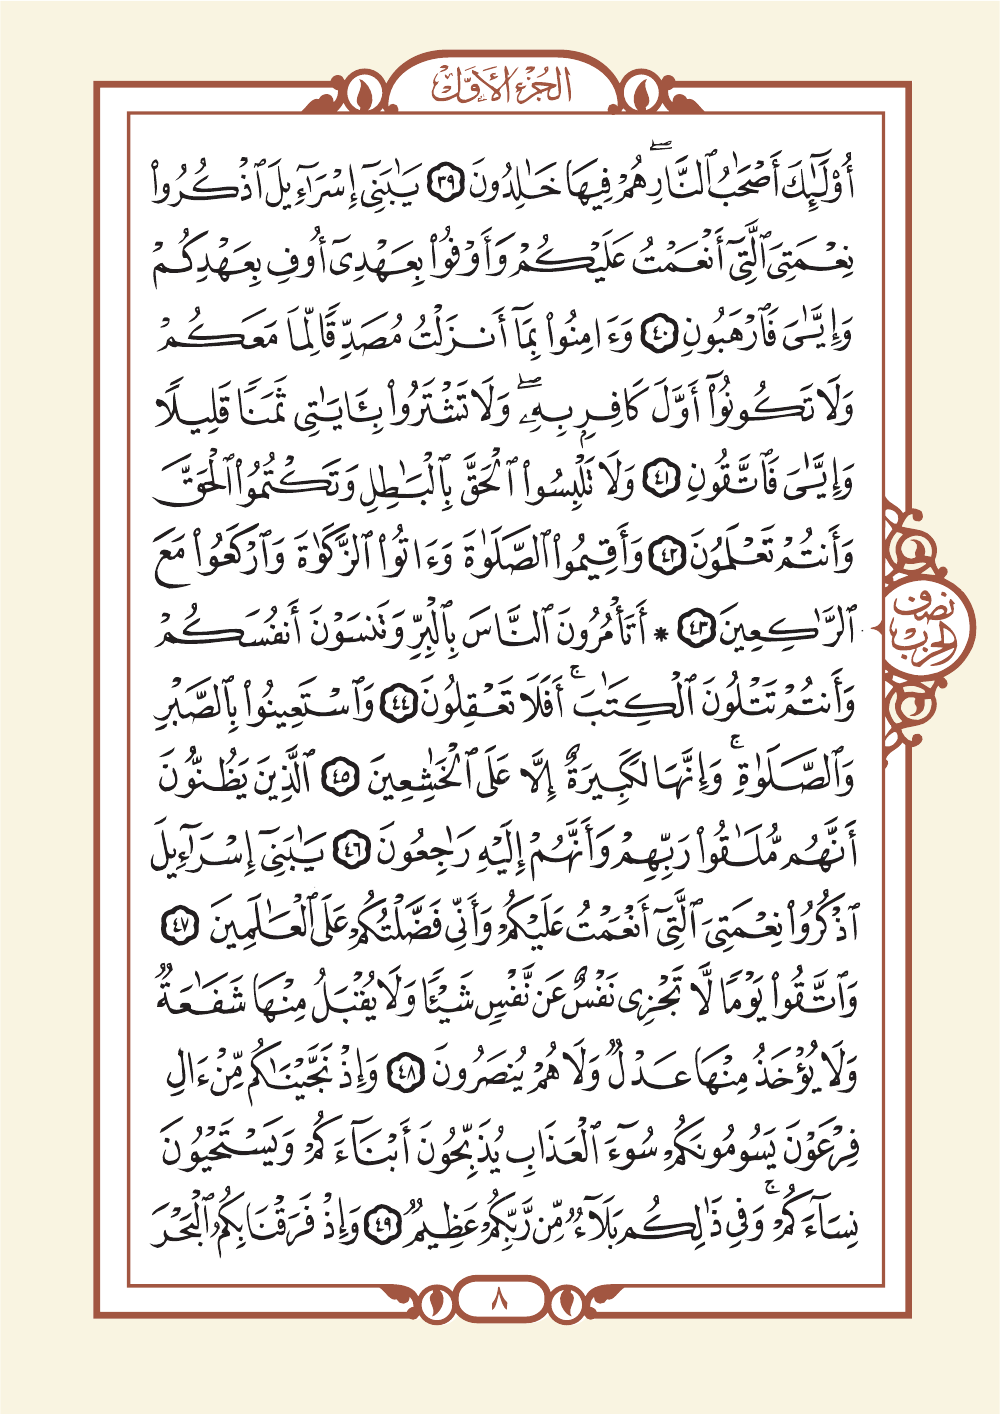 الجُزْءُ الأَوَّلُ
أُوْلَٰٓئِكَ أَصْحَٰبُ ٱلنَّارِۖ هُمْ فِيهَا خَٰلِدُونَ ٣٩ يَٰبَنِىٓ إِسْرَآءِيلَ ٱذْكُرُوا۟
نِعْمَتِىَ ٱلَّتِىٓ أَنْعَمْتُ عَلَيْكُمْ وَأَوْفُوا۟ بِعَهْدِىٓ أُوفِ بِعَهْدِكُمْ
وَإِيَّٰىَ فَٱرْهَبُونِ ٤٠ وَءَامِنُوا۟ بِمَآ أَنزَلْتُ مُصَدِّقًا لِّمَا مَعَكُمْ
وَلَا تَكُونُوٓا۟ أَوَّلَ كَافِرٍۭ بِهِۦۖ وَلَا تَشْتَرُوا۟ بِـَٔايَٰتِى ثَمَنًا قَلِيلًا
وَإِيَّٰىَ فَٱتَّقُونِ ٤١ وَلَا تَلْبِسُوا۟ ٱلْحَقَّ بِٱلْبَٰطِلِ وَتَكْتُمُوا۟ ٱلْحَقَّ
وَأَنتُمْ تَعْلَمُونَ ٤٢ وَأَقِيمُوا۟ ٱلصَّلَوٰةَ وَءَاتُوا۟ ٱلزَّكَوٰةَ وَٱرْكَعُوا۟ مَعَ
ٱلرَّٰكِعِينَ ٤٣ * أَتَأْمُرُونَ ٱلنَّاسَ بِٱلْبِرِّ وَتَنسَوْنَ أَنفُسَكُمْ
نصف
الحزب
وَأَنتُمْ تَتْلُونَ ٱلْكِتَٰبَۚ أَفَلَا تَعْقِلُونَ ٤٤ وَٱسْتَعِينُوا۟ بِٱلصَّبْرِ
وَٱلصَّلَوٰةِۚ وَإِنَّهَا لَكَبِيرَةٌ إِلَّا عَلَى ٱلْخَٰشِعِينَ ٤٥ ٱلَّذِينَ يَظُنُّونَ
أَنَّهُم مُّلَٰقُوا۟ رَبِّهِمْ وَأَنَّهُمْ إِلَيْهِ رَٰجِعُونَ ٤٦ يَٰبَنِىٓ إِسْرَآءِيلَ
ٱذْكُرُوا۟ نِعْمَتِىَ ٱلَّتِىٓ أَنْعَمْتُ عَلَيْكُمْ وَأَنِّى فَضَّلْتُكُمْ عَلَى ٱلْعَٰلَمِينَ ٤٧
وَٱتَّقُوا۟ يَوْمًا لَّا تَجْزِى نَفْسٌ عَن نَّفْسٍ شَيْـًٔا وَلَا يُقْبَلُ مِنْهَا شَفَٰعَةٌ
وَلَا يُؤْخَذُ مِنْهَا عَدْلٌ وَلَا هُمْ يُنصَرُونَ ٤٨ وَإِذْ نَجَّيْنَٰكُم مِّنْ ءَالِ
فِرْعَوْنَ يَسُومُونَكُمْ سُوٓءَ ٱلْعَذَابِ يُذَبِّحُونَ أَبْنَآءَكُمْ وَيَسْتَحْيُونَ
نِسَآءَكُمْۚ وَفِى ذَٰلِكُم بَلَآءٌ مِّن رَّبِّكُمْ عَظِيمٌ ٤٩ وَإِذْ فَرَقْنَا بِكُمُ ٱلْبَحْرَ
٨